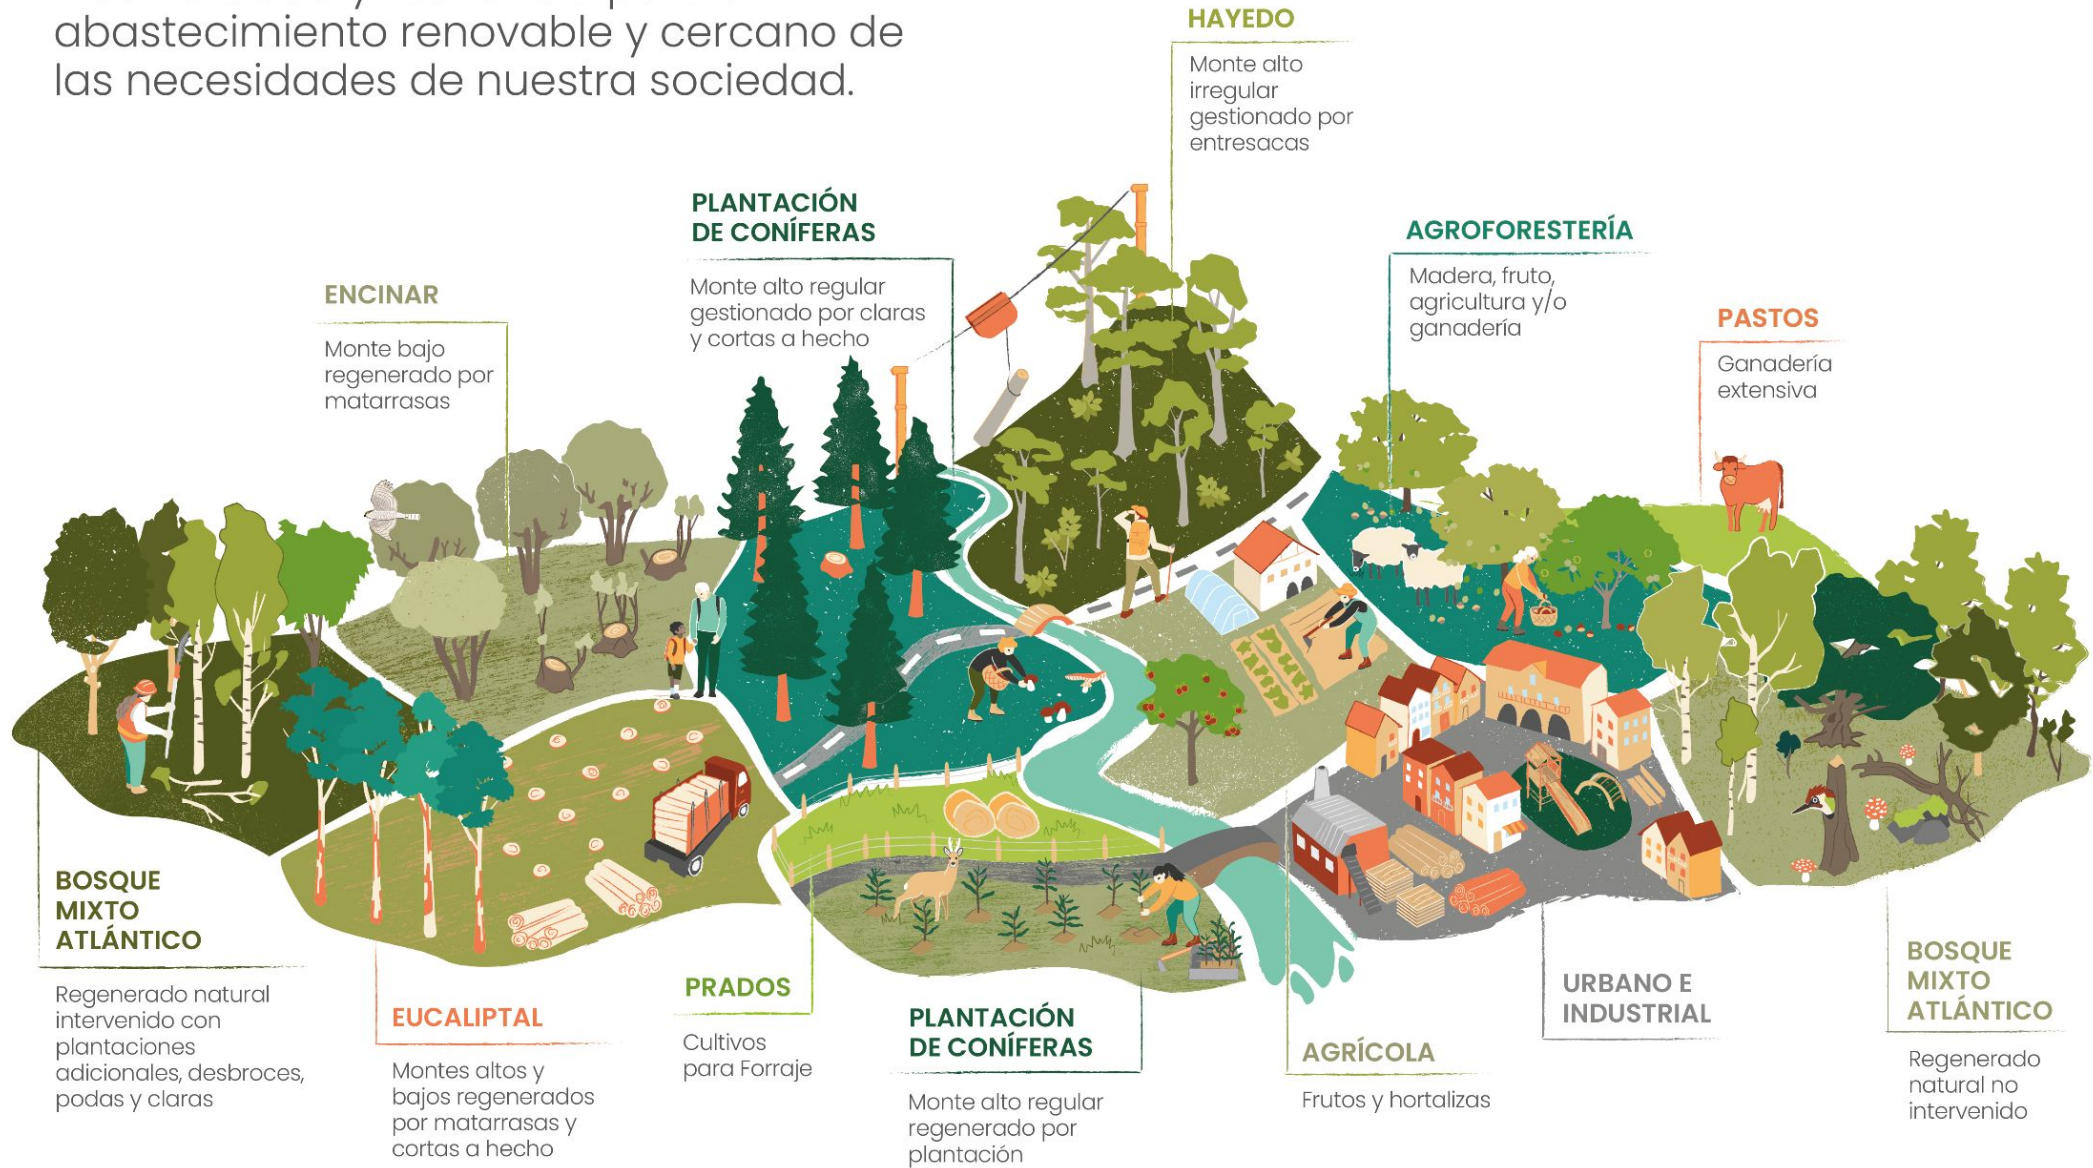 abastecimiento renovable y cercano de
las necesidades de nuestra sociedad.
HAYEDO
Monte alto
irregular
gestionado por
entresacas
PLANTACIÓN
DE CONÍFERAS
Monte alto regular
gestionado por claras
y cortas a hecho
AGROFORESTERÍA
Madera, fruto,
agricultura y/o
ganadería
ENCINAR
Monte bajo
regenerado por
matarrasas
PASTOS
Ganadería
extensiva
BOSQUE
MIXTO
ATLÁNTICO
Regenerado natural
intervenido con
plantaciones
adicionales, desbroces,
podas y claras
EUCALIPTAL
Montes altos y
bajos regenerados
por matarrasas y
cortas a hecho
PRADOS
Cultivos
para Forraje
PLANTACIÓN
DE CONÍFERAS
Monte alto regular
regenerado por
plantación
AGRÍCOLA
Frutos y hortalizas
URBANO E
INDUSTRIAL
BOSQUE
MIXTO
ATLÁNTICO
Regenerado
natural no
intervenido